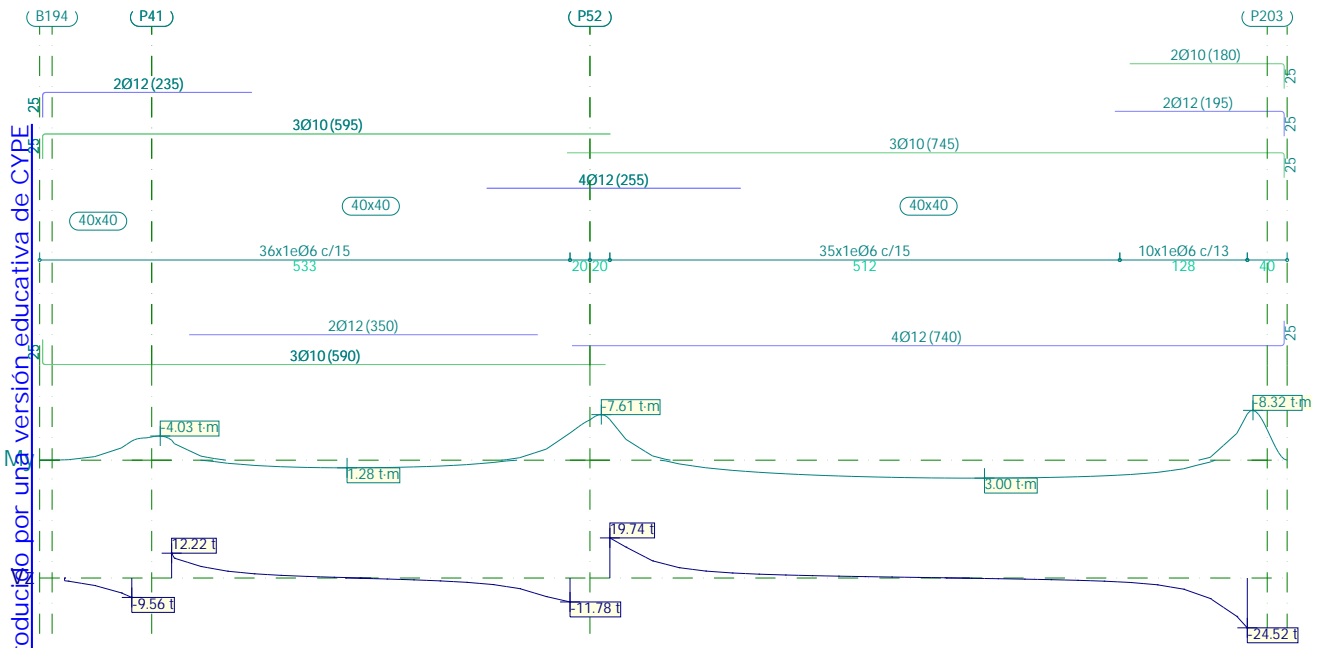 B194 P41 P52 P203
2Ø10(180)
25
2Ø12(235)
25
2Ø12(195)
25
3Ø10(595)
25
3Ø10(745)
25
4Ø12(255)
40x40 40x40 40x40
36x1eØ6 c/15 35x1eØ6 c/15 10x1eØ6 c/13
533 20 20 512 128 40
2Ø12(350)
4Ø12(740)
25
3Ø10(590)
25
-4.03 t·m -7.61 t·m -8.32 t·m
My
1.28 t·m 3.00 t·m
12.22 t 19.74 t
Vz
-9.56 t -11.78 t -24.52 t
roducido por una versión educativa de CYPE